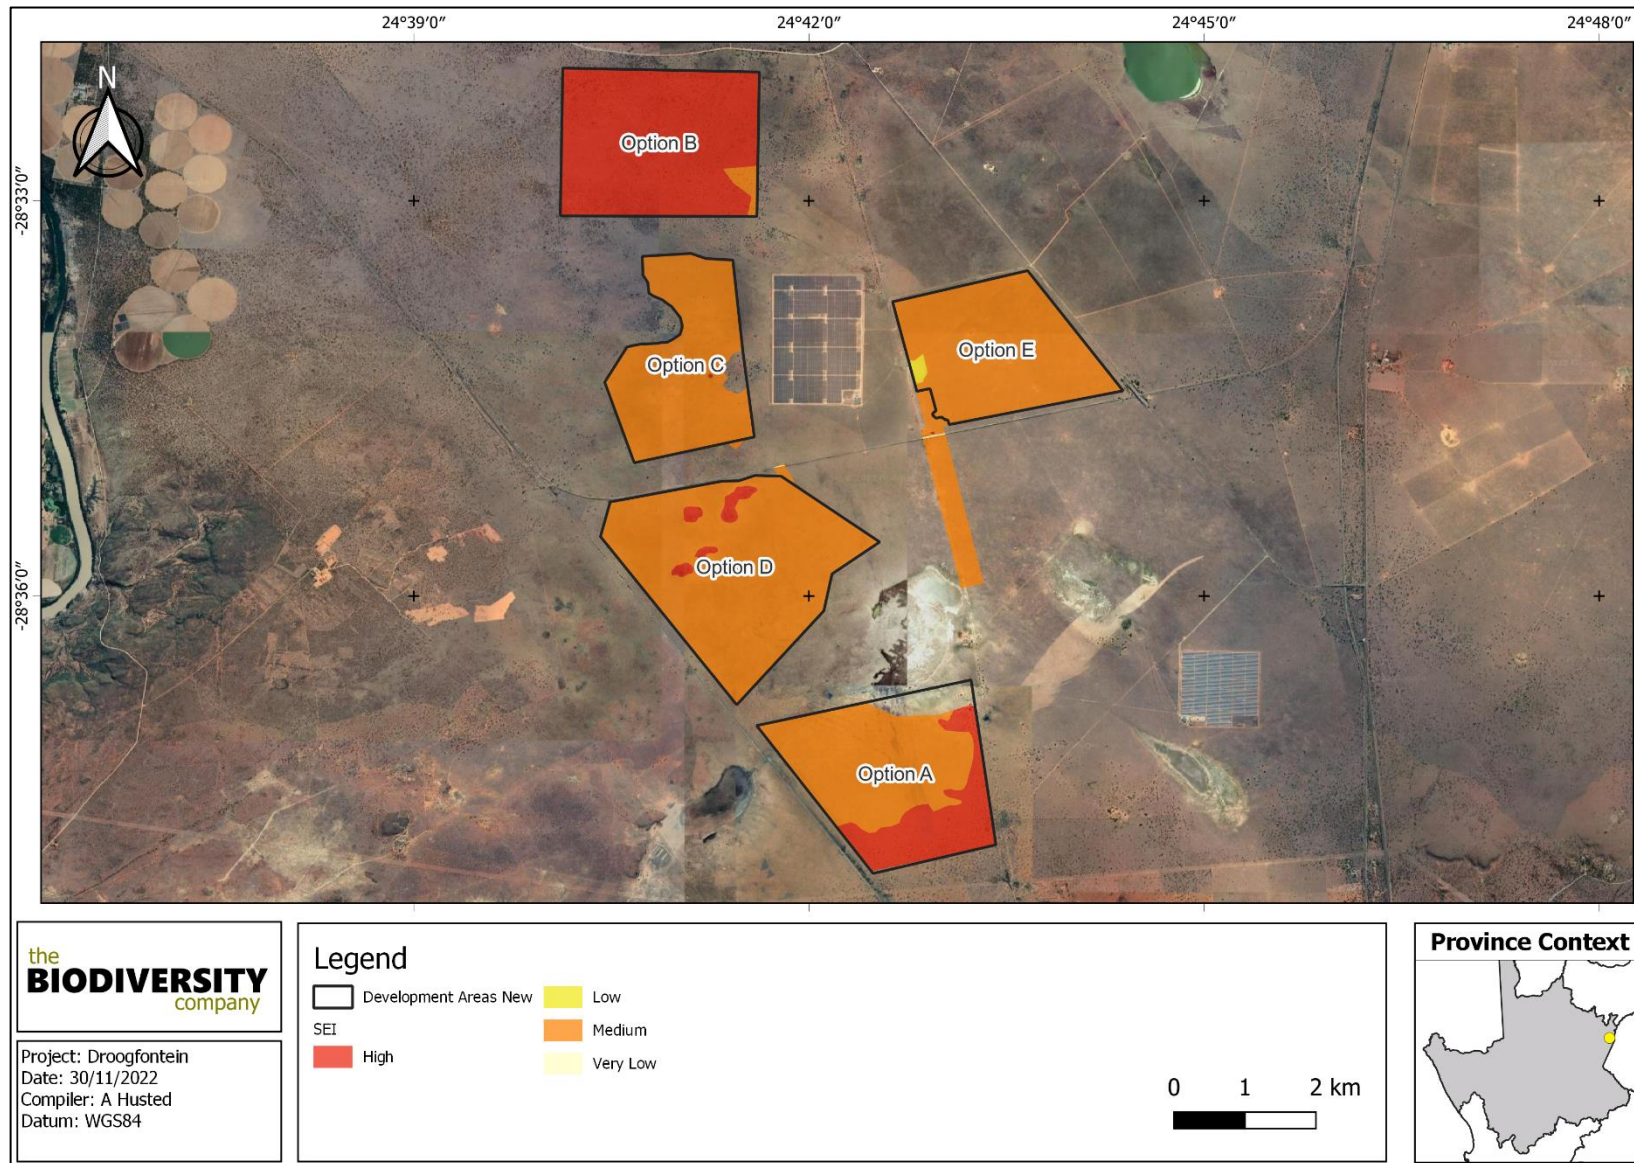 24°39′0″ 24°42′0″ 24°45′0″ 24°48′0″
N
-28°33′0″
-28°36′0″
Option B
Option C
Option E
Option D
Option A
the
BIODIVERSITY
company
Project: Droogfontein
Date: 30/11/2022
Compiler: A Husted
Datum: WGS84
Legend
Development Areas New
SEI
High
Low
Medium
Very Low
0 1 2 km
Province Context